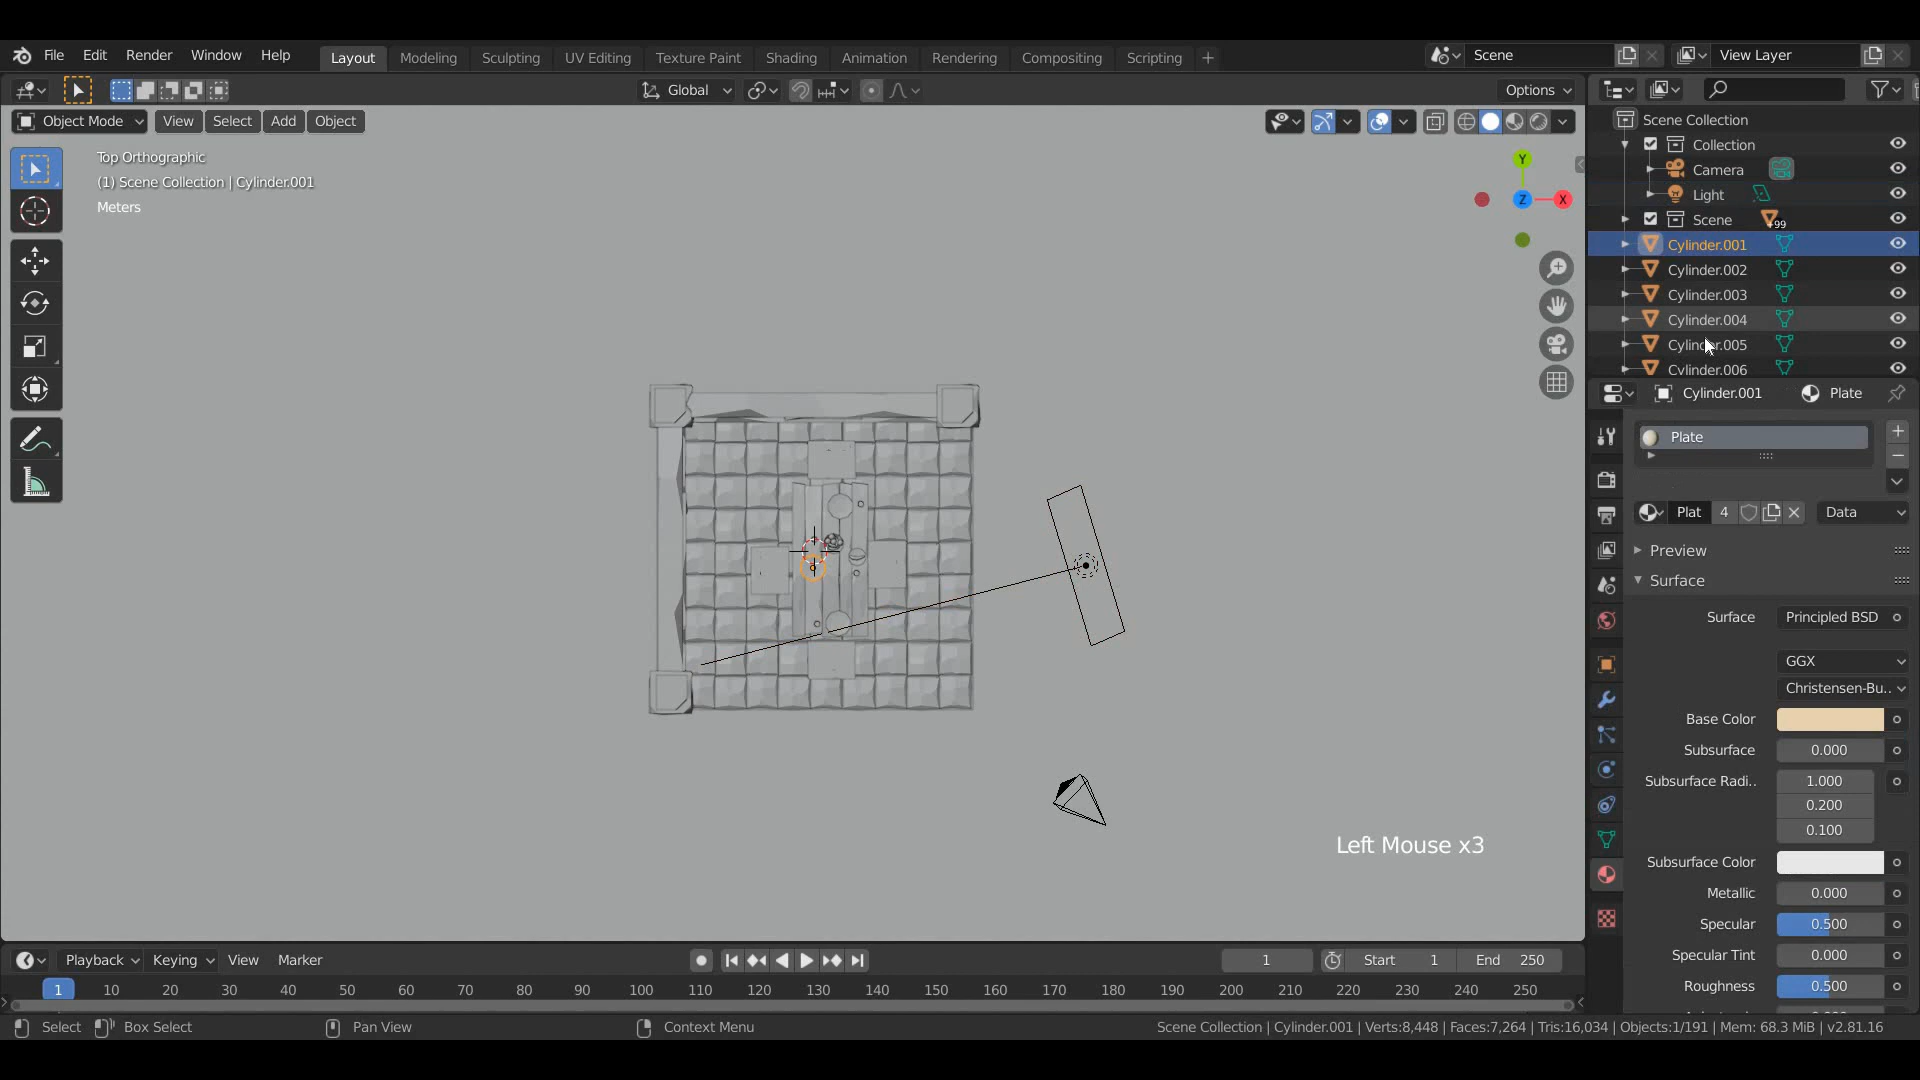 File Edit Render Window Help Layout Modeling Sculpting UV Editing Texture Paint Shading Animation Rendering Compositing Scripting + Scene View Layer
Global Options
Object Mode View Select Add Object
Top Orthographic
(1) Scene Collection | Cylinder.001
Meters
Y
Z X
Left Mouse x3
Scene Collection
Collection
Camera
Light
Scene +99
Cylinder.001
Cylinder.002
Cylinder.003
Cylinder.004
Cylinder.005
Cylinder.006
Cylinder.001 Plate
Plate
Plat 4 Data
Preview
Surface
Surface Principled BSD
GGX
Christensen-Bu..
Base Color
Subsurface 0.000
Subsurface Radi.. 1.000
0.200
0.100
Subsurface Color
Metallic 0.000
Specular 0.500
Specular Tint 0.000
Roughness 0.500
Playback Keying View Marker 1 Start 1 End 250
1 10 20 30 40 50 60 70 80 90 100 110 120 130 140 150 160 170 180 190 200 210 220 230 240 250
Select Box Select Pan View Context Menu Scene Collection | Cylinder.001 | Verts:8,448 | Faces:7,264 | Tris:16,034 | Objects:1/191 | Mem: 68.3 MiB | v2.81.16